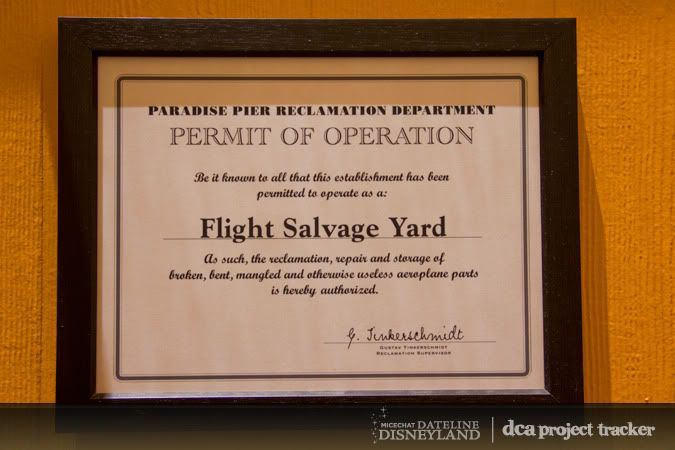 PARADISE PIER RECLAMATION DEPARTMENT
PERMIT OF OPERATION
Be it known to all that this establishment has been
permitted to operate as a:
Flight Salvage Yard
As such, the reclamation, repair and storage of
broken, bent, mangled and otherwise useless aeroplane parts
is hereby authorized.
G. Tinkerschmidt
GUSTAV TINKERSCHMIDT
RECLAMATION SUPERVISOR
MICECHAT DATELINE
DISNEYLAND
dca project tracker